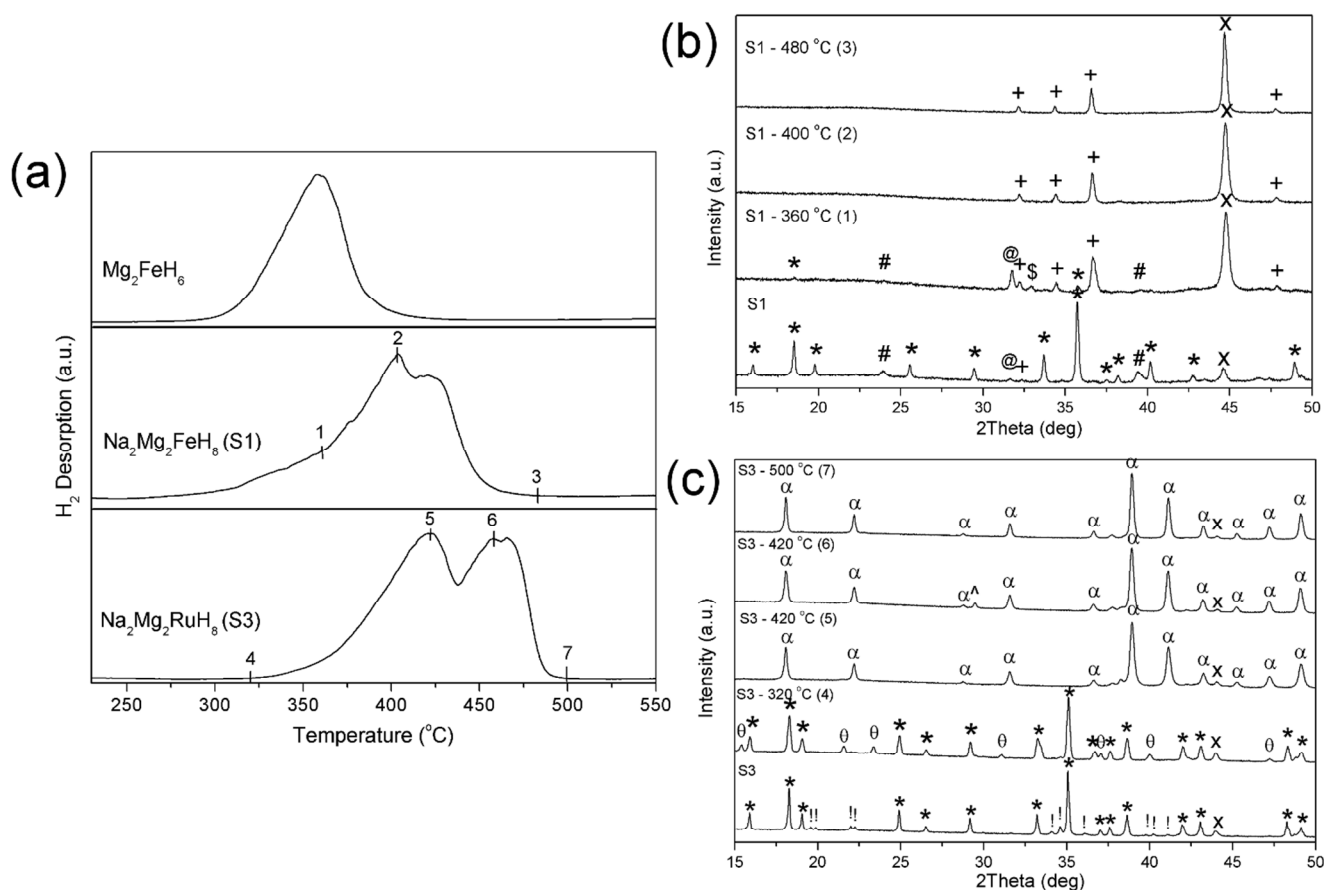 (a)
Mg₂FeH₆
Na₂Mg₂FeH₈ (S1)
1
2
3
Na₂Mg₂RuH₈ (S3)
4
5
6
7
H₂ Desorption (a.u.)
250 300 350 400 450 500 550
Temperature (°C)
(b)
S1 - 480 °C (3)
+ + + X +
S1 - 400 °C (2)
+ + + X +
S1 - 360 °C (1)
* # @ + $ + * + # X +
S1
* * * # * * @ + * * * * # * * X *
Intensity (a.u.)
15 20 25 30 35 40 45 50
2Theta (deg)
(c)
S3 - 500 °C (7)
α α α α α α α α x α α α
S3 - 420 °C (6)
α α α ^ α α α α α x α α α
S3 - 420 °C (5)
α α α α α α α α x α α α
S3 - 320 °C (4)
θ * * * θ θ * * * θ * * * θ * * θ * * x θ * *
S3
* * * !! !! * * * * ! ! * ! * * * !! ! * * x * *
Intensity (a.u.)
15 20 25 30 35 40 45 50
2Theta (deg)